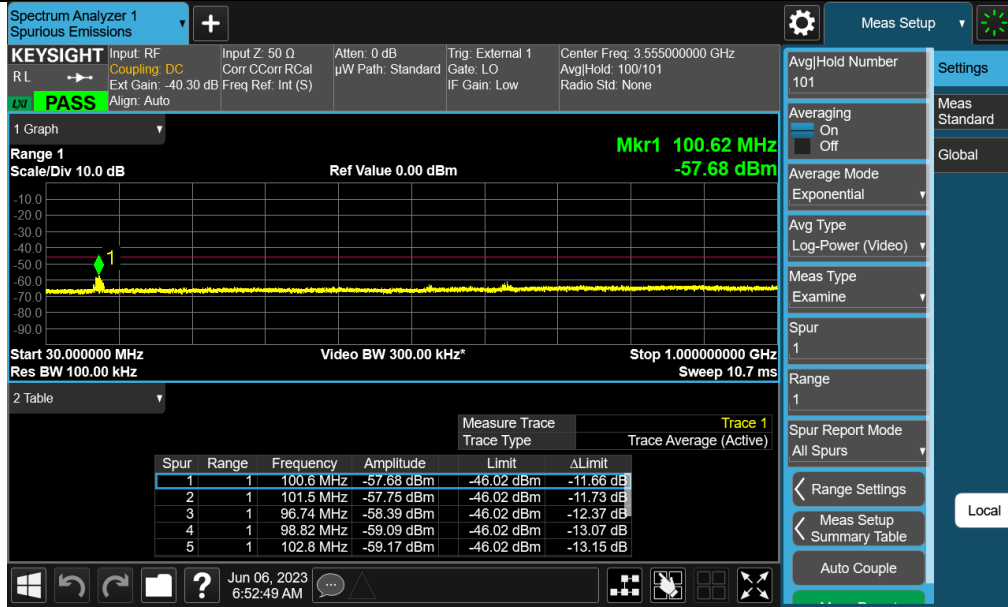 Spectrum Analyzer 1
Spurious Emissions
+
Meas Setup
KEYSIGHT
R L
LXI
PASS
Input: RF
Coupling: DC
Ext Gain: -40.30 dB
Align: Auto
Input Z: 50 Ω
Corr CCorr RCal
Freq Ref: Int (S)
Atten: 0 dB
µW Path: Standard
Trig: External 1
Gate: LO
IF Gain: Low
Center Freq: 3.555000000 GHz
Avg|Hold: 100/101
Radio Std: None
1 Graph
Range 1
Scale/Div 10.0 dB
Ref Value 0.00 dBm
Mkr1 100.62 MHz
-57.68 dBm
-10.0
-20.0
-30.0
-40.0
-50.0
-60.0
-70.0
-80.0
-90.0
1
Start 30.000000 MHz
Res BW 100.00 kHz
Video BW 300.00 kHz*
Stop 1.000000000 GHz
Sweep 10.7 ms
2 Table
Measure Trace Trace 1
Trace Type Trace Average (Active)
Spur Range Frequency Amplitude Limit ∆Limit
1 1 100.6 MHz -57.68 dBm -46.02 dBm -11.66 dB
2 1 101.5 MHz -57.75 dBm -46.02 dBm -11.73 dB
3 1 96.74 MHz -58.39 dBm -46.02 dBm -12.37 dB
4 1 98.82 MHz -59.09 dBm -46.02 dBm -13.07 dB
5 1 102.8 MHz -59.17 dBm -46.02 dBm -13.15 dB
?
Jun 06, 2023
6:52:49 AM
Avg|Hold Number
101
Averaging
On
Off
Average Mode
Exponential
Avg Type
Log-Power (Video)
Meas Type
Examine
Spur
1
Range
1
Spur Report Mode
All Spurs
Range Settings
Meas Setup
Summary Table
Auto Couple
Settings
Meas
Standard
Global
Local